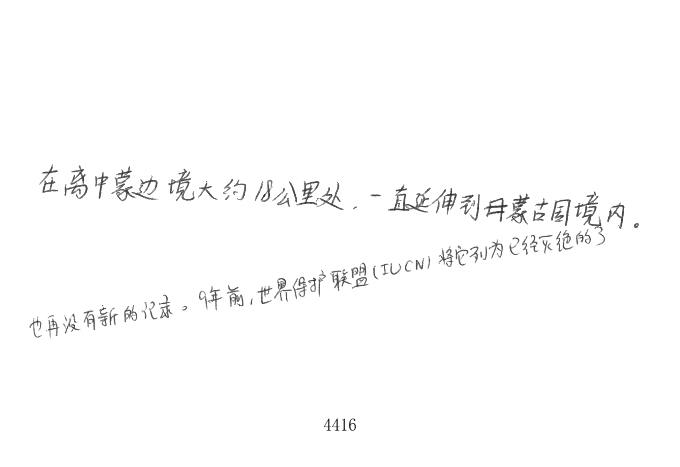 在离中蒙边境大约18公里处,一直延伸到毋蒙古国境内。
也再没有新的记录。9年前,世界保护联盟(IUCN)将它列为已经灭绝的了
4416